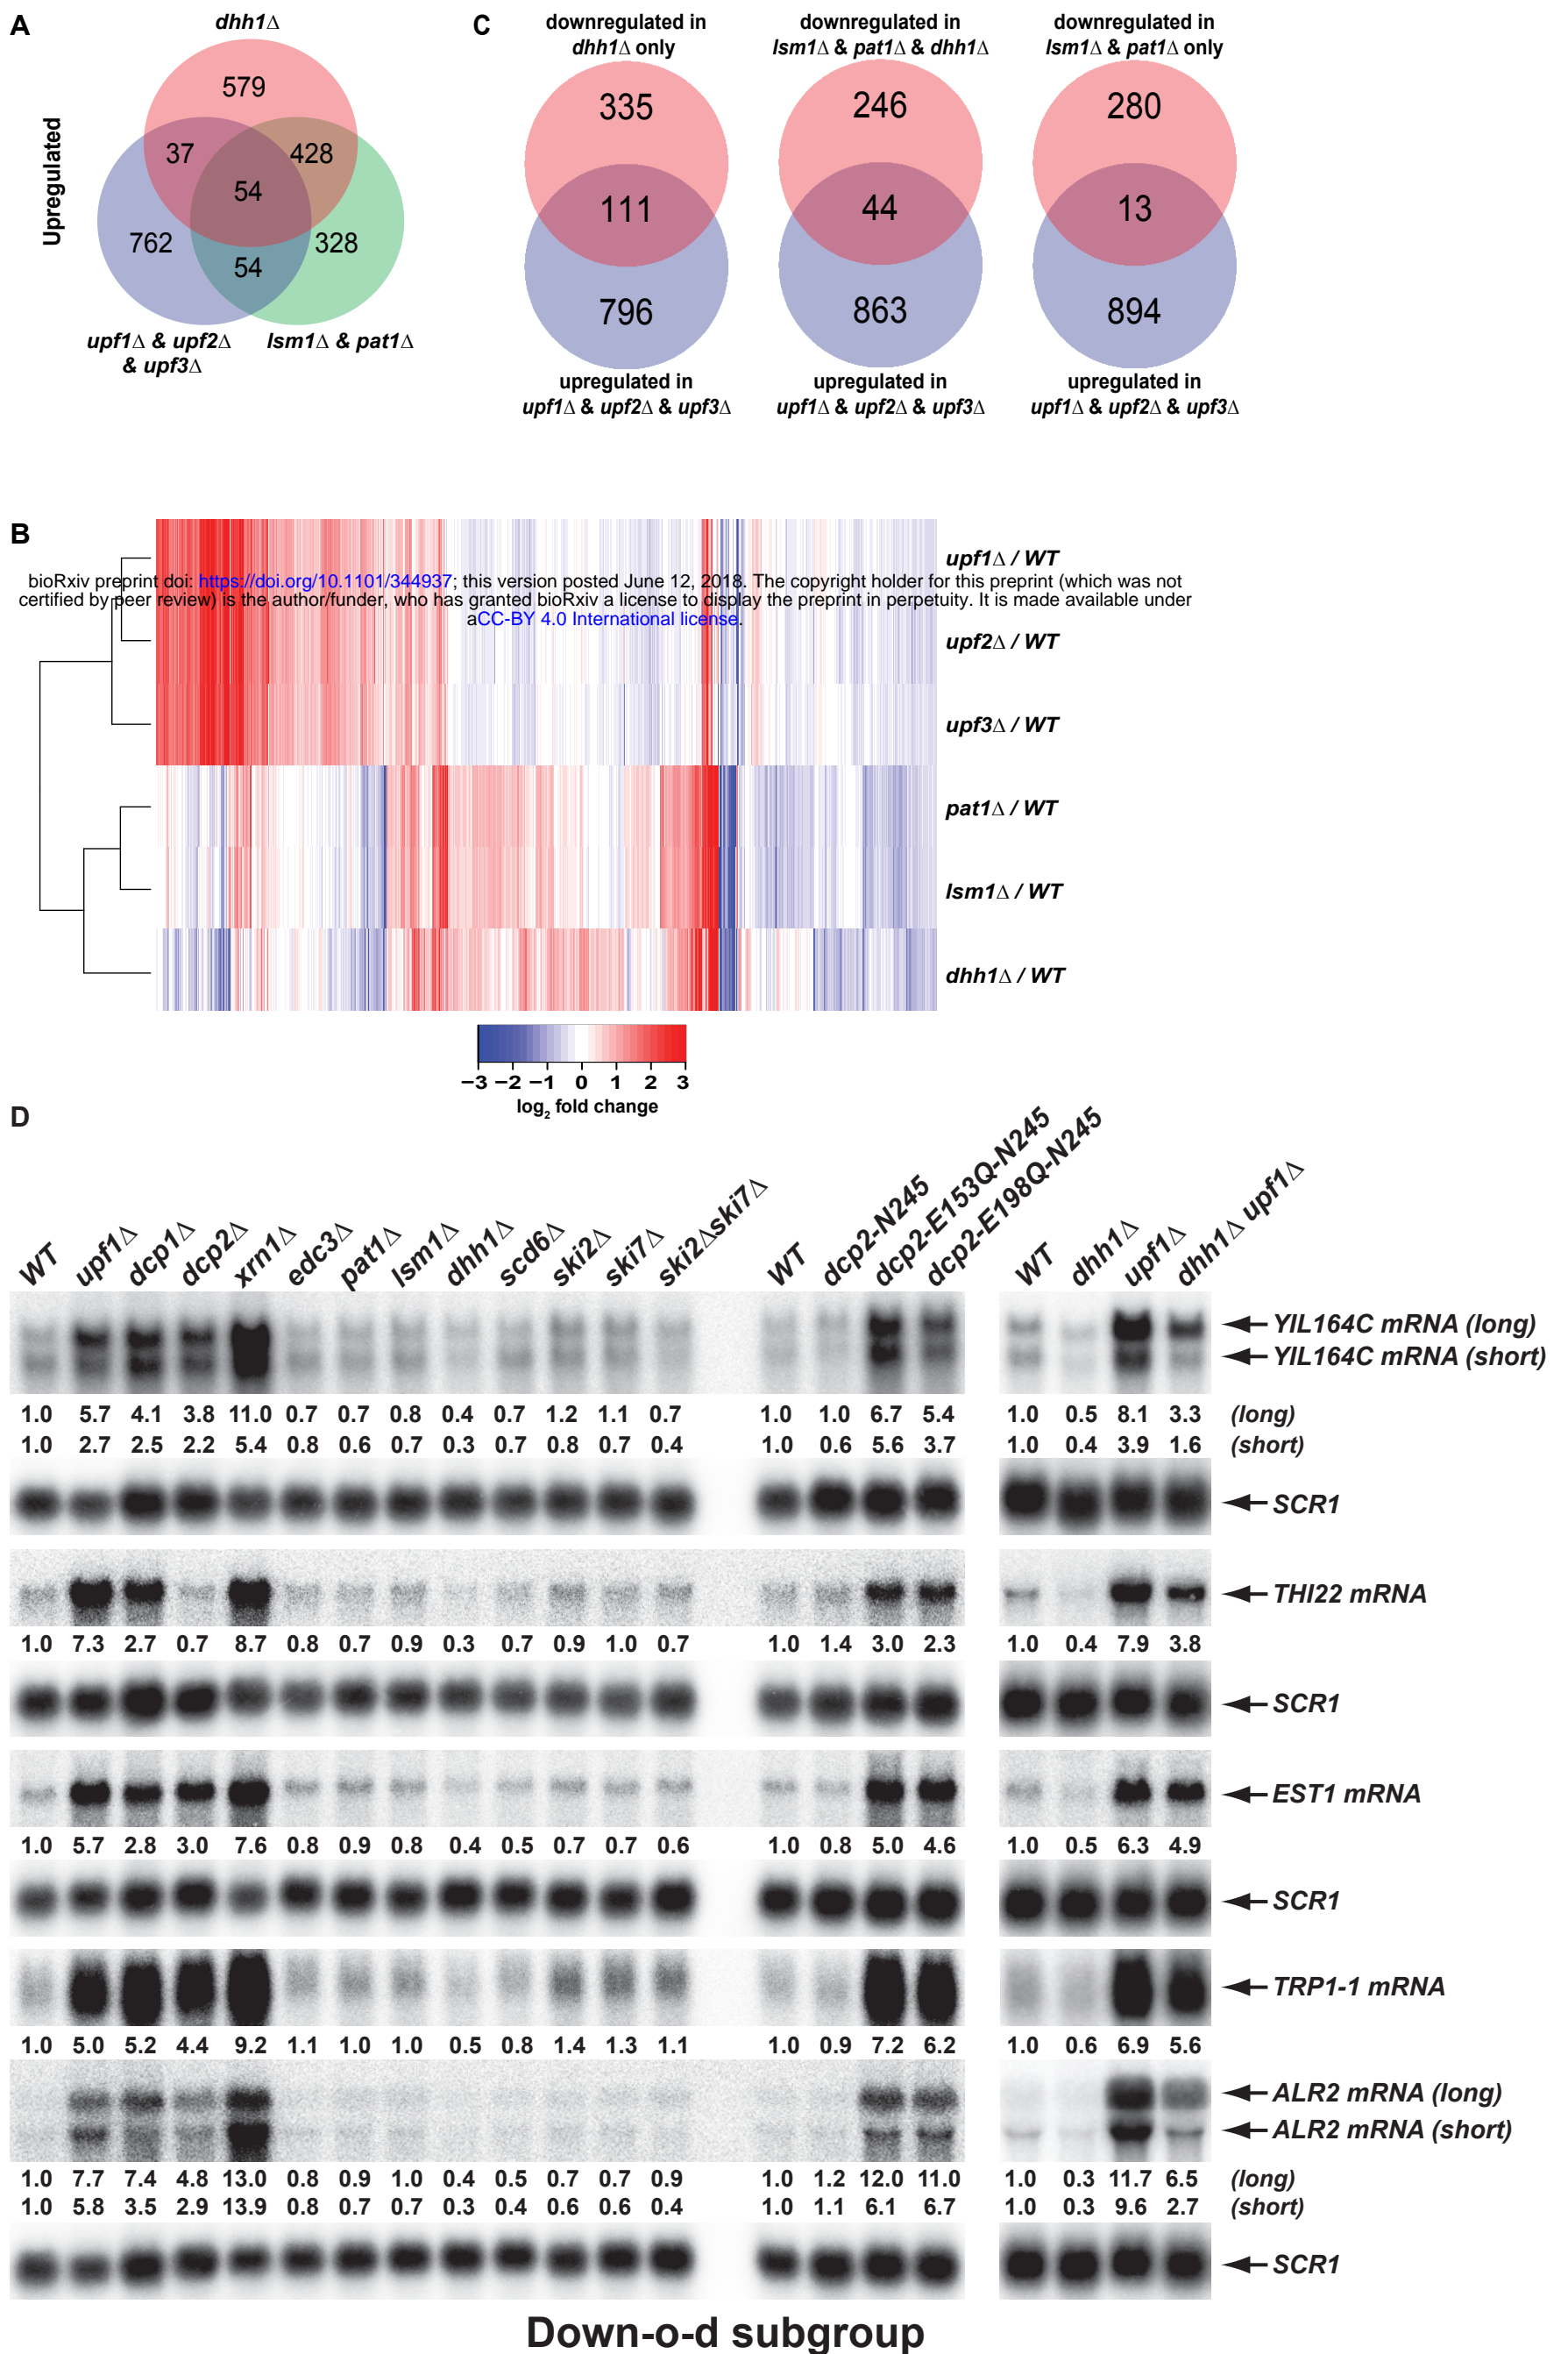 A
dhh1Δ
579
37
428
54
762
328
54
Upregulated
upf1Δ & upf2Δ
& upf3Δ
lsm1Δ & pat1Δ
C
downregulated in
dhh1Δ only
335
111
796
upregulated in
upf1Δ & upf2Δ & upf3Δ
downregulated in
lsm1Δ & pat1Δ & dhh1Δ
246
44
863
upregulated in
upf1Δ & upf2Δ & upf3Δ
downregulated in
lsm1Δ & pat1Δ only
280
13
894
upregulated in
upf1Δ & upf2Δ & upf3Δ
B
bioRxiv preprint doi: https://doi.org/10.1101/344937; this version posted June 12, 2018. The copyright holder for this preprint (which was not
certified by peer review) is the author/funder, who has granted bioRxiv a license to display the preprint in perpetuity. It is made available under
aCC-BY 4.0 International license.
upf1Δ / WT
upf2Δ / WT
upf3Δ / WT
pat1Δ / WT
lsm1Δ / WT
dhh1Δ / WT
−3 −2 −1 0 1 2 3
log2 fold change
D
WT upf1Δ dcp1Δ dcp2Δ xrn1Δ edc3Δ pat1Δ lsm1Δ dhh1Δ scd6Δ ski2Δ ski7Δ ski2Δski7Δ WT dcp2-N245 dcp2-E153Q-N245 dcp2-E198Q-N245 WT dhh1Δ upf1Δ dhh1Δ upf1Δ
YIL164C mRNA (long)
YIL164C mRNA (short)
1.0 5.7 4.1 3.8 11.0 0.7 0.7 0.8 0.4 0.7 1.2 1.1 0.7 1.0 1.0 6.7 5.4 1.0 0.5 8.1 3.3 (long)
1.0 2.7 2.5 2.2 5.4 0.8 0.6 0.7 0.3 0.7 0.8 0.7 0.4 1.0 0.6 5.6 3.7 1.0 0.4 3.9 1.6 (short)
SCR1
THI22 mRNA
1.0 7.3 2.7 0.7 8.7 0.8 0.7 0.9 0.3 0.7 0.9 1.0 0.7 1.0 1.4 3.0 2.3 1.0 0.4 7.9 3.8
SCR1
EST1 mRNA
1.0 5.7 2.8 3.0 7.6 0.8 0.9 0.8 0.4 0.5 0.7 0.7 0.6 1.0 0.8 5.0 4.6 1.0 0.5 6.3 4.9
SCR1
TRP1-1 mRNA
1.0 5.0 5.2 4.4 9.2 1.1 1.0 1.0 0.5 0.8 1.4 1.3 1.1 1.0 0.9 7.2 6.2 1.0 0.6 6.9 5.6
ALR2 mRNA (long)
ALR2 mRNA (short)
1.0 7.7 7.4 4.8 13.0 0.8 0.9 1.0 0.4 0.5 0.7 0.7 0.9 1.0 1.2 12.0 11.0 1.0 0.3 11.7 6.5 (long)
1.0 5.8 3.5 2.9 13.9 0.8 0.7 0.7 0.3 0.4 0.6 0.6 0.4 1.0 1.1 6.1 6.7 1.0 0.3 9.6 2.7 (short)
SCR1
Down-o-d subgroup